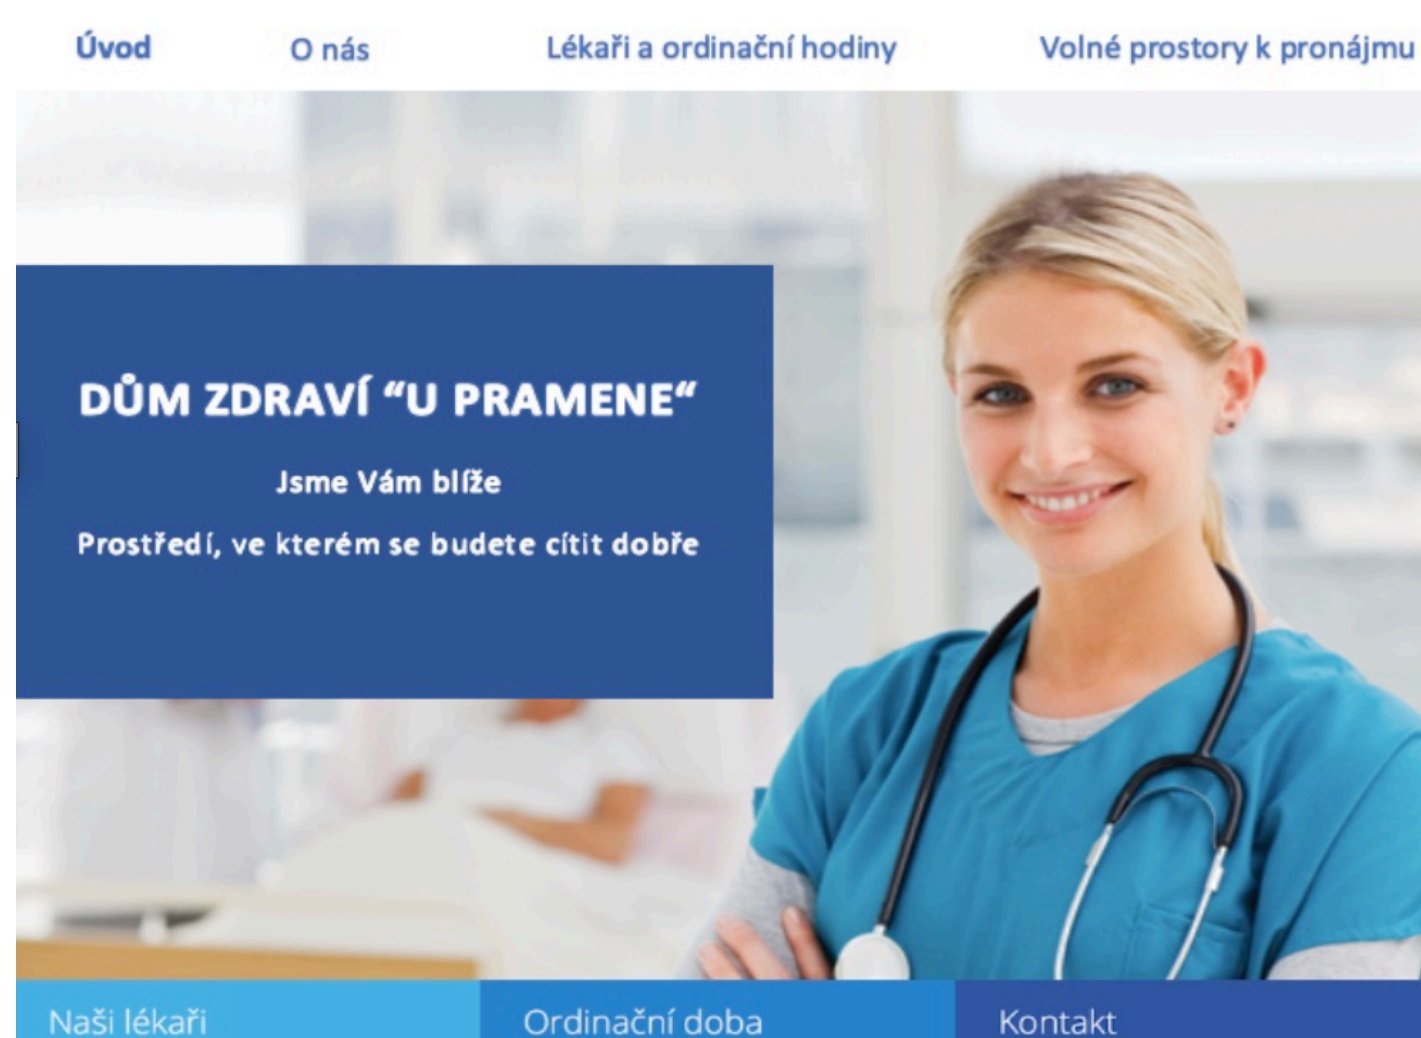 Úvod
O nás
Lékaři a ordinační hodiny
Volné prostory k pronájmu
DŮM ZDRAVÍ “U PRAMENE“
Jsme Vám blíže
Prostředí, ve kterém se budete cítit dobře
Naši lékaři
Ordinační doba
Kontakt